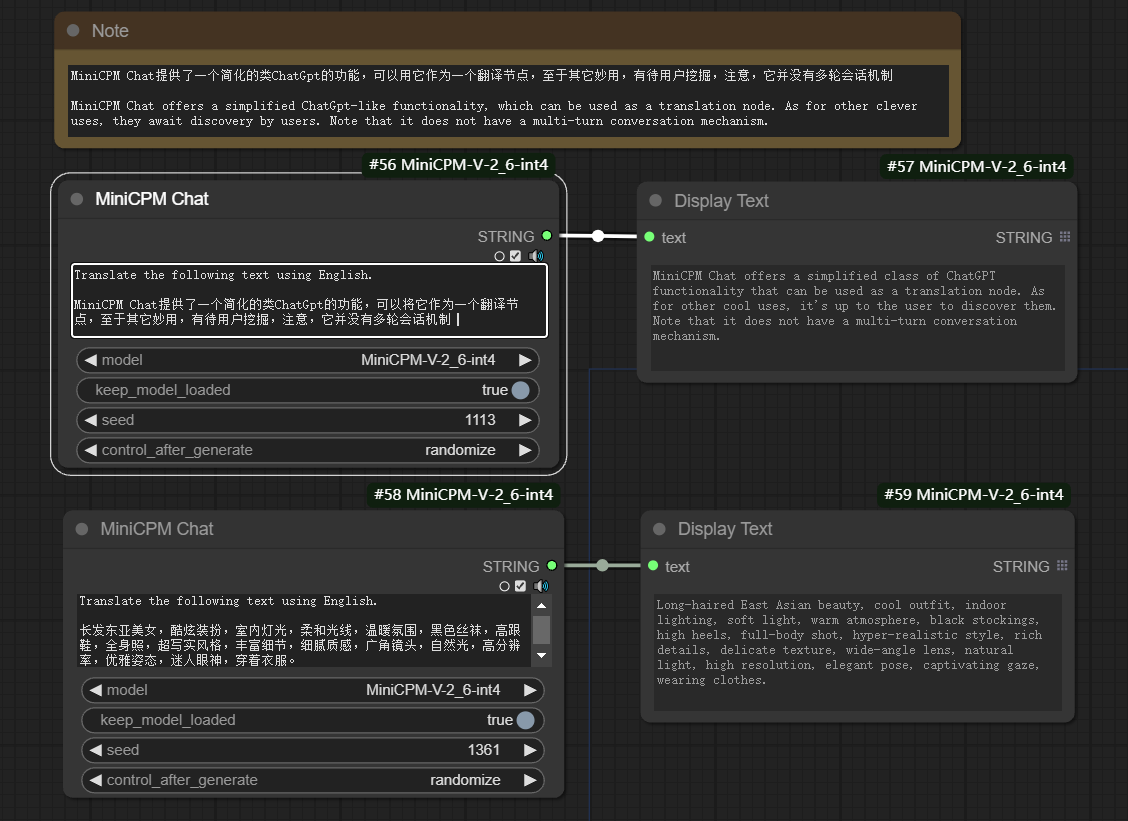 Note
MiniCPM Chat提供了一个简化的类ChatGpt的功能，可以用它作为一个翻译节点，至于其它妙用，有待用户挖掘，注意，它并没有多轮会话机制
MiniCPM Chat offers a simplified ChatGpt-like functionality, which can be used as a translation node. As for other clever
uses, they await discovery by users. Note that it does not have a multi-turn conversation mechanism.
#56 MiniCPM-V-2_6-int4
MiniCPM Chat
STRING
Translate the following text using English.
MiniCPM Chat提供了一个简化的类ChatGpt的功能，可以将它作为一个翻译节
点，至于其它妙用，有待用户挖掘，注意，它并没有多轮会话机制
model MiniCPM-V-2_6-int4
keep_model_loaded true
seed 1113
control_after_generate randomize
#57 MiniCPM-V-2_6-int4
Display Text
text STRING
MiniCPM Chat offers a simplified class of ChatGPT
functionality that can be used as a translation node. As
for other cool uses, it's up to the user to discover them.
Note that it does not have a multi-turn conversation
mechanism.
#58 MiniCPM-V-2_6-int4
MiniCPM Chat
STRING
Translate the following text using English.
长发东亚美女，酷炫装扮，室内灯光，柔和光线，温暖氛围，黑色丝袜，高跟
鞋，全身照，超写实风格，丰富细节，细腻质感，广角镜头，自然光，高分辨
率，优雅姿态，迷人眼神，穿着衣服。
model MiniCPM-V-2_6-int4
keep_model_loaded true
seed 1361
control_after_generate randomize
#59 MiniCPM-V-2_6-int4
Display Text
text STRING
Long-haired East Asian beauty, cool outfit, indoor
lighting, soft light, warm atmosphere, black stockings,
high heels, full-body shot, hyper-realistic style, rich
details, delicate texture, wide-angle lens, natural
light, high resolution, elegant pose, captivating gaze,
wearing clothes.